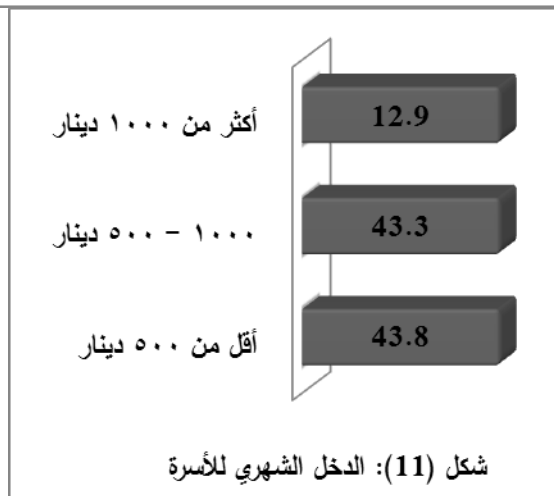 أكثر من ١٠٠٠ دينار
12.9
٥٠٠ - ١٠٠٠ دينار
43.3
أقل من ٥٠٠ دينار
43.8
شكل (11): الدخل الشهري للأسرة